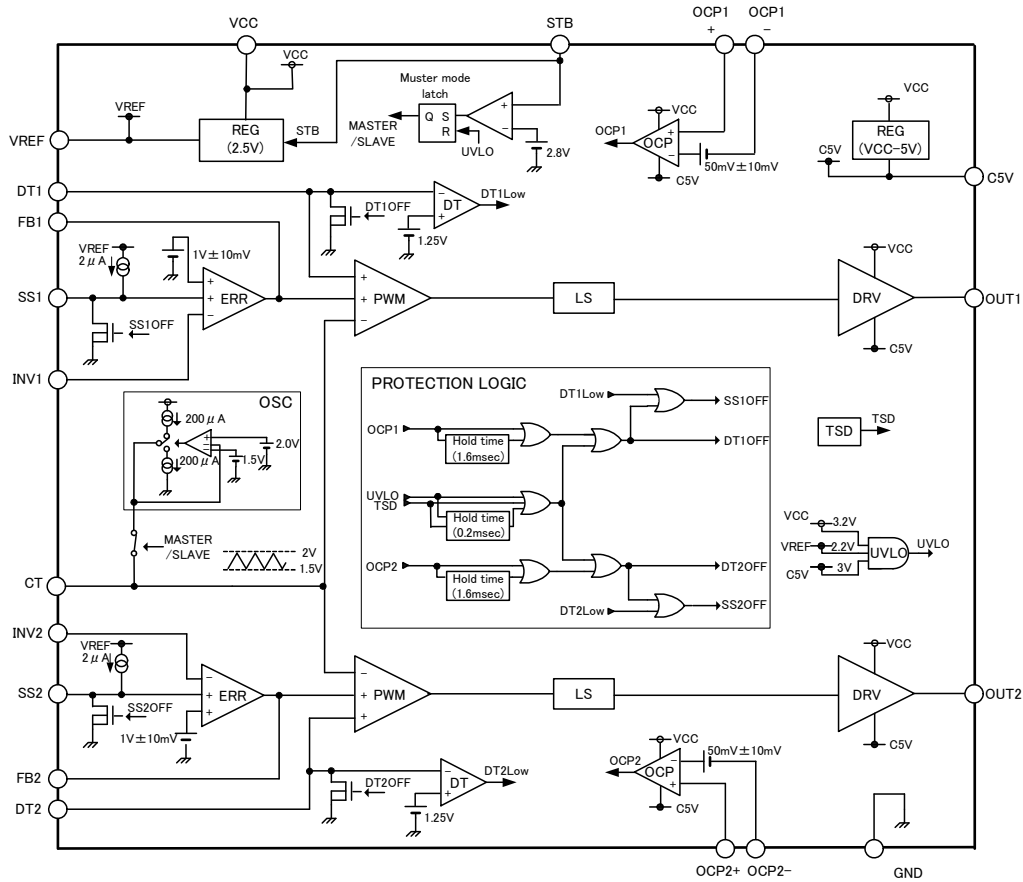 VCC
STB
OCP1
+
OCP1
-
VCC
Muster mode
latch
VREF
REG
(2.5V)
STB
MASTER
/SLAVE
Q S
R
UVLO
+
-
2.8V
OCP1
VCC
OCP
+
-
C5V
50mV±10mV
VCC
REG
(VCC-5V)
C5V
VREF
C5V
DT1
DT1OFF
DT
-
+
DT1Low
1.25V
FB1
VREF
2μA
1V±10mV
SS1
+
+
-
ERR
+
+
-
PWM
LS
VCC
DRV
C5V
OUT1
SS1OFF
INV1
OSC
200μA
200μA
+
-
-
2.0V
1.5V
MASTER
/SLAVE
2V
1.5V
CT
PROTECTION LOGIC
DT1Low
SS1OFF
OCP1
Hold time
(1.6msec)
DT1OFF
UVLO
TSD
Hold time
(0.2msec)
OCP2
Hold time
(1.6msec)
DT2OFF
DT2Low
SS2OFF
TSD
TSD
VCC
3.2V
VREF
2.2V
C5V
3V
UVLO
UVLO
INV2
VREF
2μA
SS2
-
+
+
ERR
SS2OFF
1V±10mV
-
+
+
PWM
LS
VCC
DRV
C5V
OUT2
FB2
DT2
DT2OFF
-
+
DT
DT2Low
1.25V
OCP2
VCC
OCP
-
+
C5V
50mV±10mV
OCP2+
OCP2-
GND